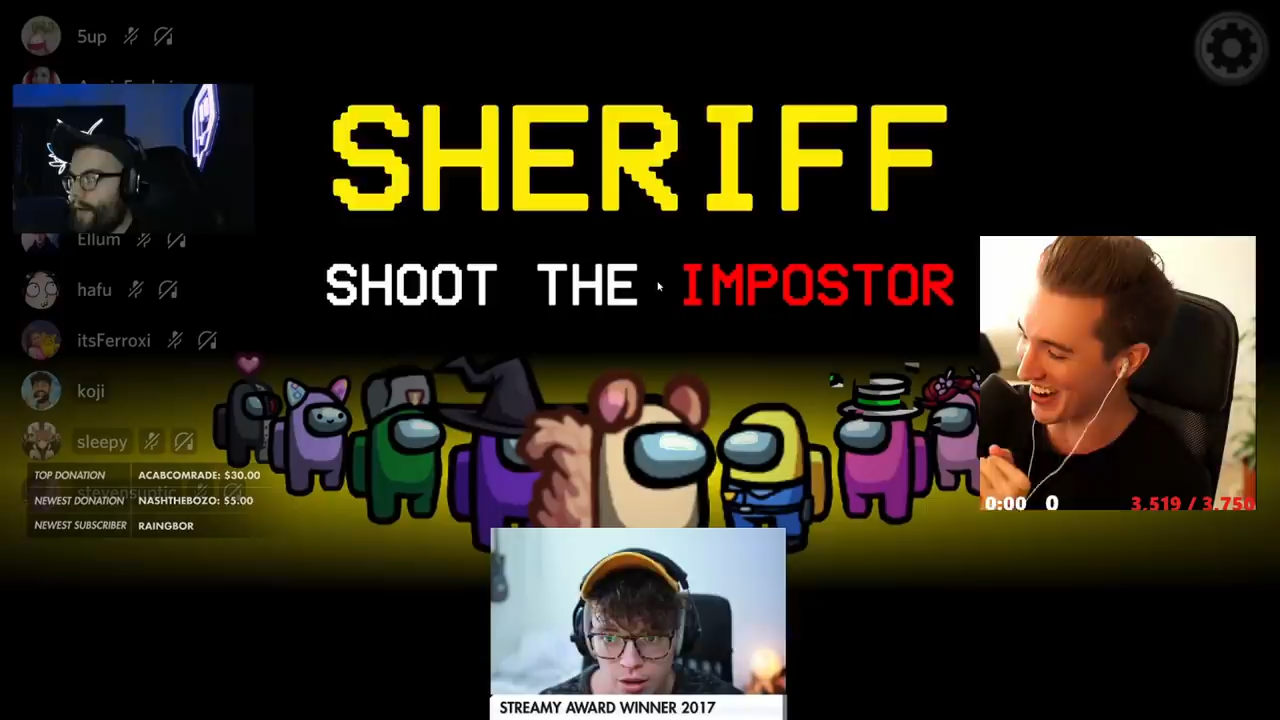 5up
SHERIFF
SHOOT THE IMPOSTOR
Ellum
hafu
itsFerroxi
koji
sleepy
TOP DONATION ACABCOMRADE: $30.00
stevensuptic
NEWEST DONATION NASHTHEBOZO: $5.00
NEWEST SUBSCRIBER RAINGBOR
0:00 0 3,519 / 3,750
STREAMY AWARD WINNER 2017